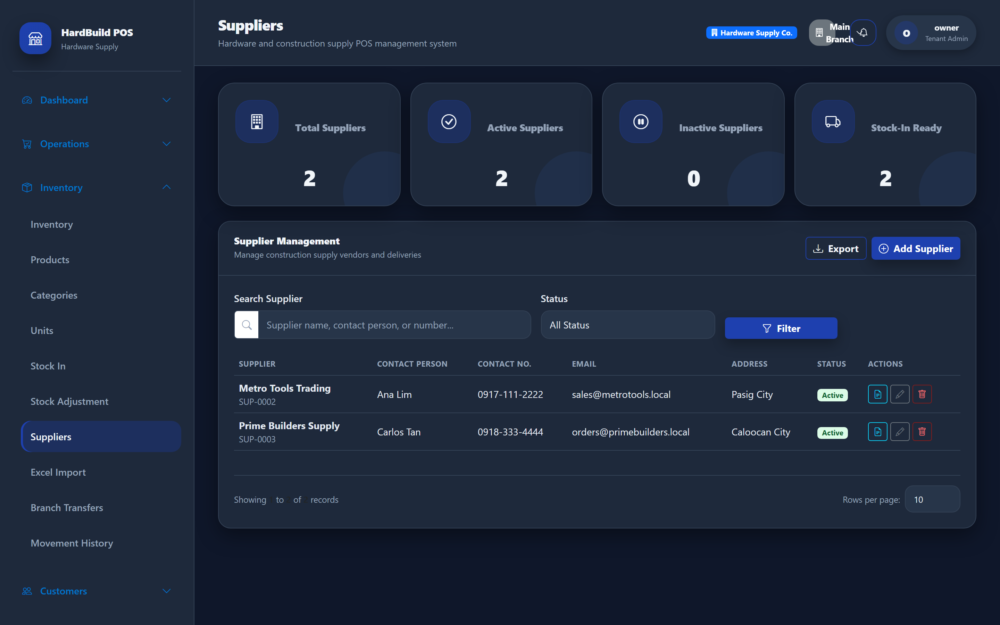 HardBuild POS
Hardware Supply
Dashboard
Operations
Inventory
Inventory
Products
Categories
Units
Stock In
Stock Adjustment
Suppliers
Excel Import
Branch Transfers
Movement History
Customers
Suppliers
Hardware and construction supply POS management system
Hardware Supply Co.
Main
Branch
o
owner
Tenant Admin
Total Suppliers
2
Active Suppliers
2
Inactive Suppliers
0
Stock-In Ready
2
Supplier Management
Manage construction supply vendors and deliveries
Export
Add Supplier
Search Supplier
Status
Supplier name, contact person, or number...
All Status
Filter
SUPPLIER CONTACT PERSON CONTACT NO. EMAIL ADDRESS STATUS ACTIONS
Metro Tools Trading
SUP-0002
Ana Lim 0917-111-2222 sales@metrotools.local Pasig City Active
Prime Builders Supply
SUP-0003
Carlos Tan 0918-333-4444 orders@primebuilders.local Caloocan City Active
Showing to of records
Rows per page: 10